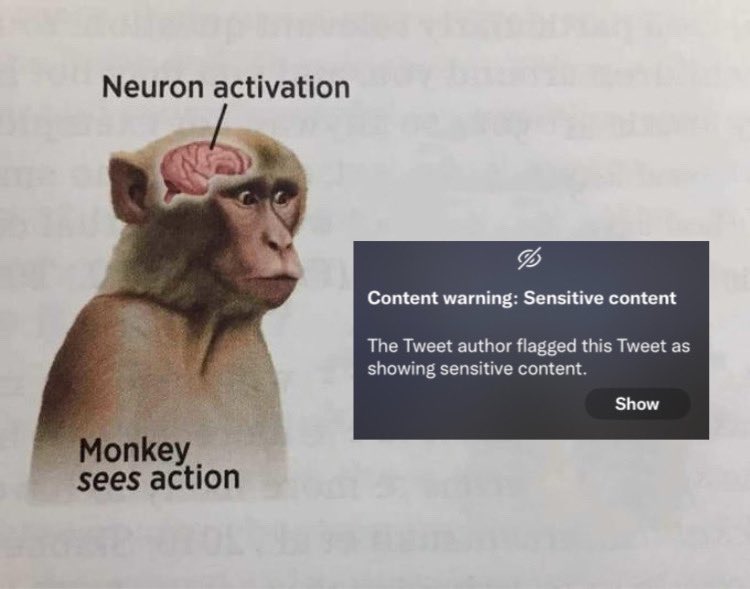 Neuron activation
Content warning: Sensitive content
The Tweet author flagged this Tweet as
showing sensitive content.
Show
Monkey
sees action